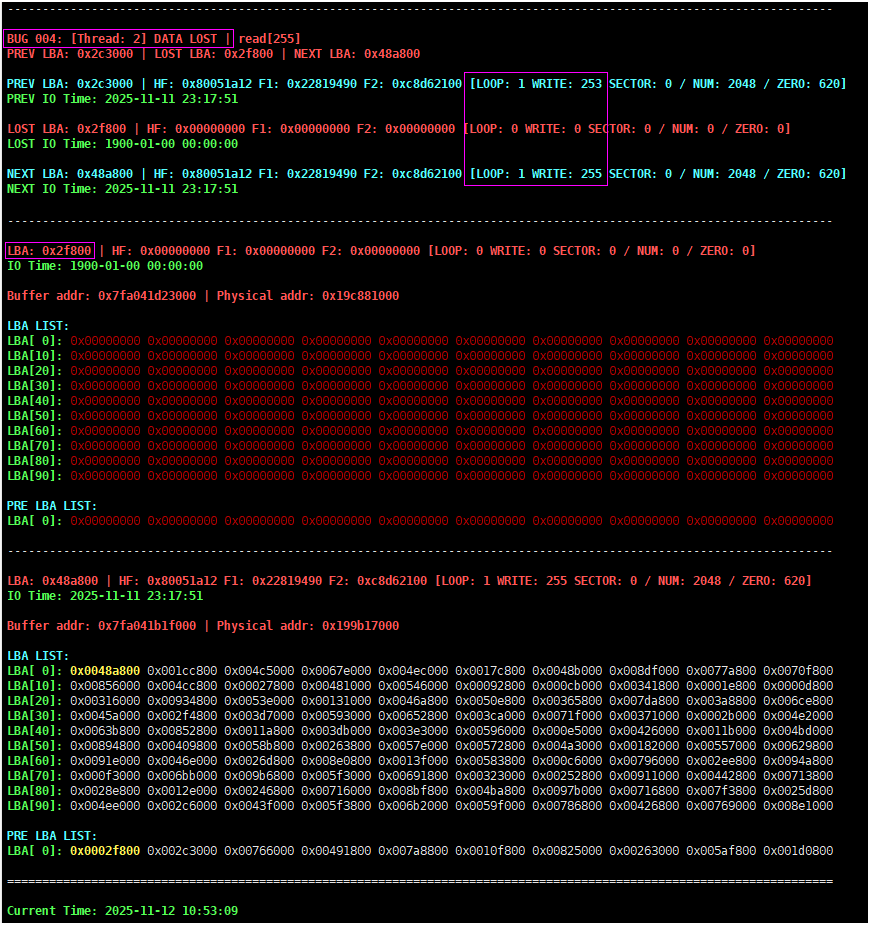 ----------------------------------------------------------------------------------------------------------------------
BUG 004: [Thread: 2] DATA LOST | read[255]
PREV LBA: 0x2c3000 | LOST LBA: 0x2f800 | NEXT LBA: 0x48a800
PREV LBA: 0x2c3000 | HF: 0x80051a12 F1: 0x22819490 F2: 0xc8d62100 [LOOP: 1 WRITE: 253 SECTOR: 0 / NUM: 2048 / ZERO: 620]
PREV IO Time: 2025-11-11 23:17:51
LOST LBA: 0x2f800 | HF: 0x00000000 F1: 0x00000000 F2: 0x00000000 [LOOP: 0 WRITE: 0 SECTOR: 0 / NUM: 0 / ZERO: 0]
LOST IO Time: 1900-01-00 00:00:00
NEXT LBA: 0x48a800 | HF: 0x80051a12 F1: 0x22819490 F2: 0xc8d62100 [LOOP: 1 WRITE: 255 SECTOR: 0 / NUM: 2048 / ZERO: 620]
NEXT IO Time: 2025-11-11 23:17:51
----------------------------------------------------------------------------------------------------------------------
LBA: 0x2f800 | HF: 0x00000000 F1: 0x00000000 F2: 0x00000000 [LOOP: 0 WRITE: 0 SECTOR: 0 / NUM: 0 / ZERO: 0]
IO Time: 1900-01-00 00:00:00
Buffer addr: 0x7fa041d23000 | Physical addr: 0x19c881000
LBA LIST:
LBA[ 0]: 0x00000000 0x00000000 0x00000000 0x00000000 0x00000000 0x00000000 0x00000000 0x00000000 0x00000000 0x00000000
LBA[10]: 0x00000000 0x00000000 0x00000000 0x00000000 0x00000000 0x00000000 0x00000000 0x00000000 0x00000000 0x00000000
LBA[20]: 0x00000000 0x00000000 0x00000000 0x00000000 0x00000000 0x00000000 0x00000000 0x00000000 0x00000000 0x00000000
LBA[30]: 0x00000000 0x00000000 0x00000000 0x00000000 0x00000000 0x00000000 0x00000000 0x00000000 0x00000000 0x00000000
LBA[40]: 0x00000000 0x00000000 0x00000000 0x00000000 0x00000000 0x00000000 0x00000000 0x00000000 0x00000000 0x00000000
LBA[50]: 0x00000000 0x00000000 0x00000000 0x00000000 0x00000000 0x00000000 0x00000000 0x00000000 0x00000000 0x00000000
LBA[60]: 0x00000000 0x00000000 0x00000000 0x00000000 0x00000000 0x00000000 0x00000000 0x00000000 0x00000000 0x00000000
LBA[70]: 0x00000000 0x00000000 0x00000000 0x00000000 0x00000000 0x00000000 0x00000000 0x00000000 0x00000000 0x00000000
LBA[80]: 0x00000000 0x00000000 0x00000000 0x00000000 0x00000000 0x00000000 0x00000000 0x00000000 0x00000000 0x00000000
LBA[90]: 0x00000000 0x00000000 0x00000000 0x00000000 0x00000000 0x00000000 0x00000000 0x00000000 0x00000000 0x00000000
PRE LBA LIST:
LBA[ 0]: 0x00000000 0x00000000 0x00000000 0x00000000 0x00000000 0x00000000 0x00000000 0x00000000 0x00000000 0x00000000
----------------------------------------------------------------------------------------------------------------------
LBA: 0x48a800 | HF: 0x80051a12 F1: 0x22819490 F2: 0xc8d62100 [LOOP: 1 WRITE: 255 SECTOR: 0 / NUM: 2048 / ZERO: 620]
IO Time: 2025-11-11 23:17:51
Buffer addr: 0x7fa041b1f000 | Physical addr: 0x199b17000
LBA LIST:
LBA[ 0]: 0x0048a800 0x001cc800 0x004c5000 0x0067e000 0x004ec000 0x0017c800 0x0048b000 0x008df000 0x0077a800 0x0070f800
LBA[10]: 0x00856000 0x004cc800 0x00027800 0x00481000 0x00546000 0x00092800 0x000cb000 0x00341800 0x0001e800 0x0000d800
LBA[20]: 0x00316000 0x00934800 0x0053e000 0x00131000 0x0046a800 0x0050e800 0x00365800 0x007da800 0x003a8800 0x006ce800
LBA[30]: 0x0045a000 0x002f4800 0x003d7000 0x00593000 0x00652800 0x003ca000 0x0071f000 0x00371000 0x0002b000 0x004e2000
LBA[40]: 0x0063b800 0x00852800 0x0011a800 0x003db000 0x003e3000 0x00596000 0x000e5000 0x00426000 0x0011b000 0x004bd000
LBA[50]: 0x00894800 0x00409800 0x0058b800 0x00263800 0x0057e000 0x00572800 0x004a3000 0x00182000 0x00557000 0x00629800
LBA[60]: 0x0091e000 0x0046e000 0x0026d800 0x008e0800 0x0013f000 0x00583800 0x000c6000 0x00796000 0x002ee800 0x0094a800
LBA[70]: 0x000f3000 0x006bb000 0x009b6800 0x005f3000 0x00691800 0x00323000 0x00252800 0x00911000 0x00442800 0x00713800
LBA[80]: 0x0028e800 0x0012e000 0x00246800 0x00716000 0x008bf800 0x004ba800 0x0097b000 0x00716800 0x007f3800 0x0025d800
LBA[90]: 0x004ee000 0x002c6000 0x0043f000 0x005f3800 0x006b2000 0x0059f000 0x00786800 0x00426800 0x00769000 0x008e1000
PRE LBA LIST:
LBA[ 0]: 0x0002f800 0x002c3000 0x00766000 0x00491800 0x007a8800 0x0010f800 0x00825000 0x00263000 0x005af800 0x001d0800
======================================================================================================================
Current Time: 2025-11-12 10:53:09